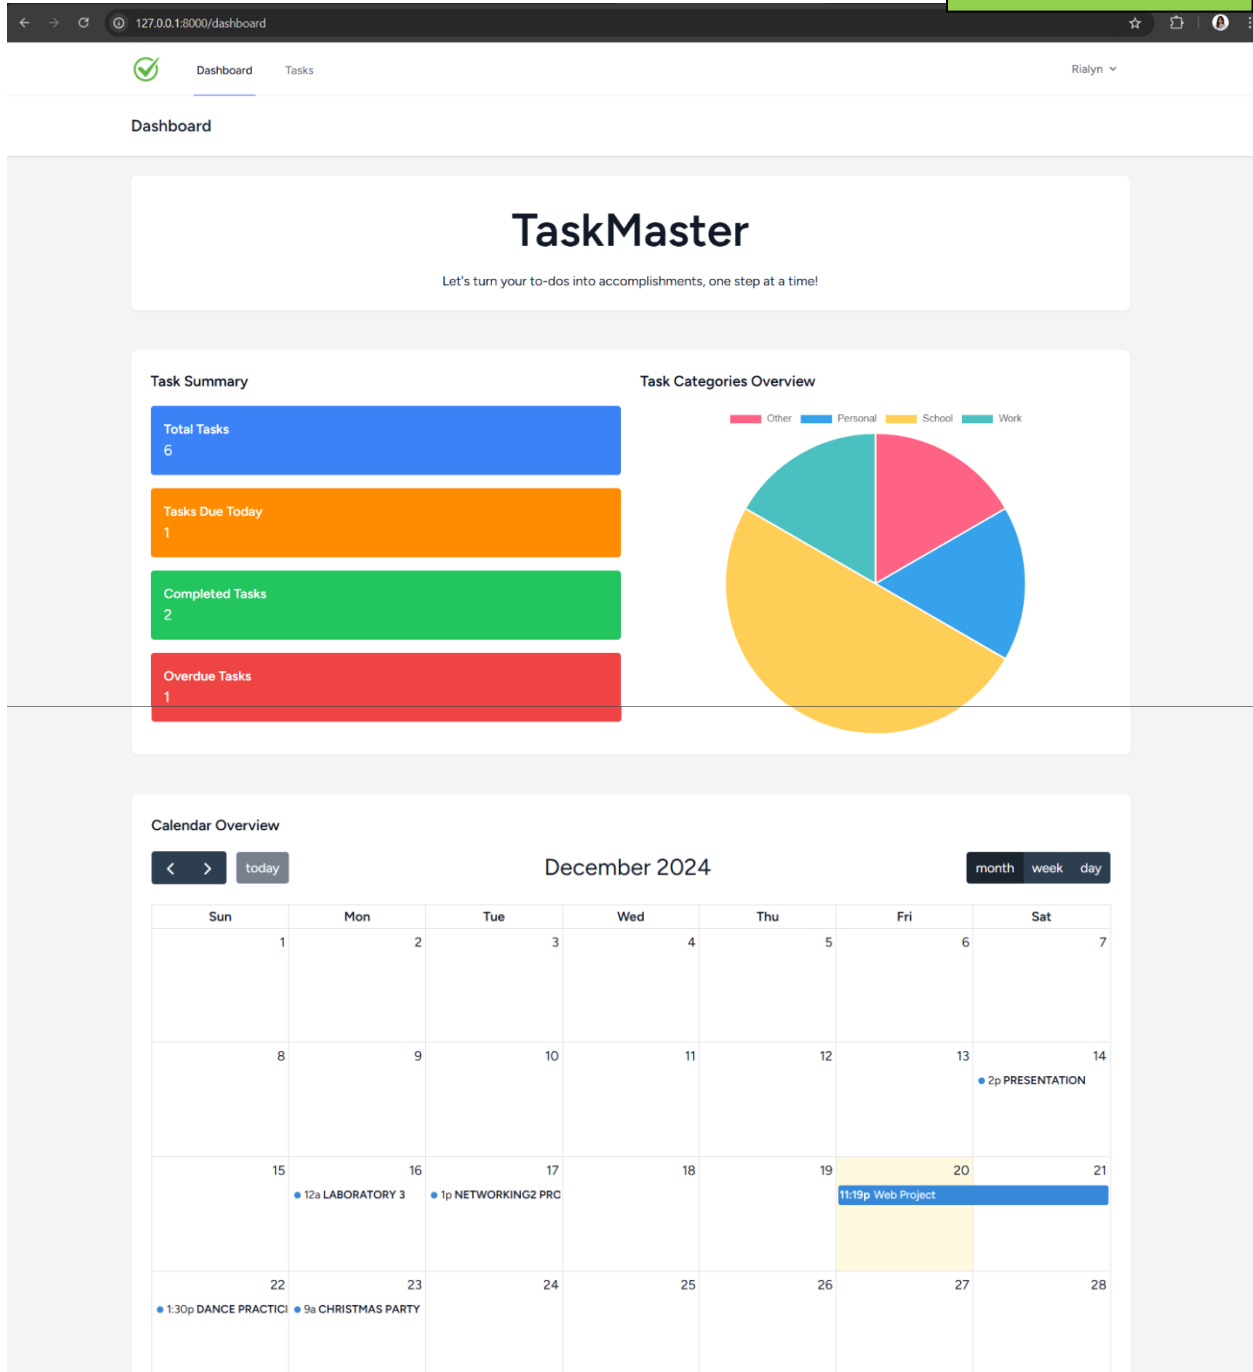 127.0.0.1:8000/dashboard
Dashboard Tasks Rialyn
Dashboard
TaskMaster
Let's turn your to-dos into accomplishments, one step at a time!
Task Summary
Total Tasks
6
Tasks Due Today
1
Completed Tasks
2
Overdue Tasks
1
Task Categories Overview
Other Personal School Work
Calendar Overview
today December 2024 month week day
Sun Mon Tue Wed Thu Fri Sat
1 2 3 4 5 6 7
8 9 10 11 12 13 14
2p PRESENTATION
15 16 17 18 19 20 21
12a LABORATORY 3 1p NETWORKING2 PRO 11:19p Web Project
22 23 24 25 26 27 28
1:30p DANCE PRACTICI 9a CHRISTMAS PARTY